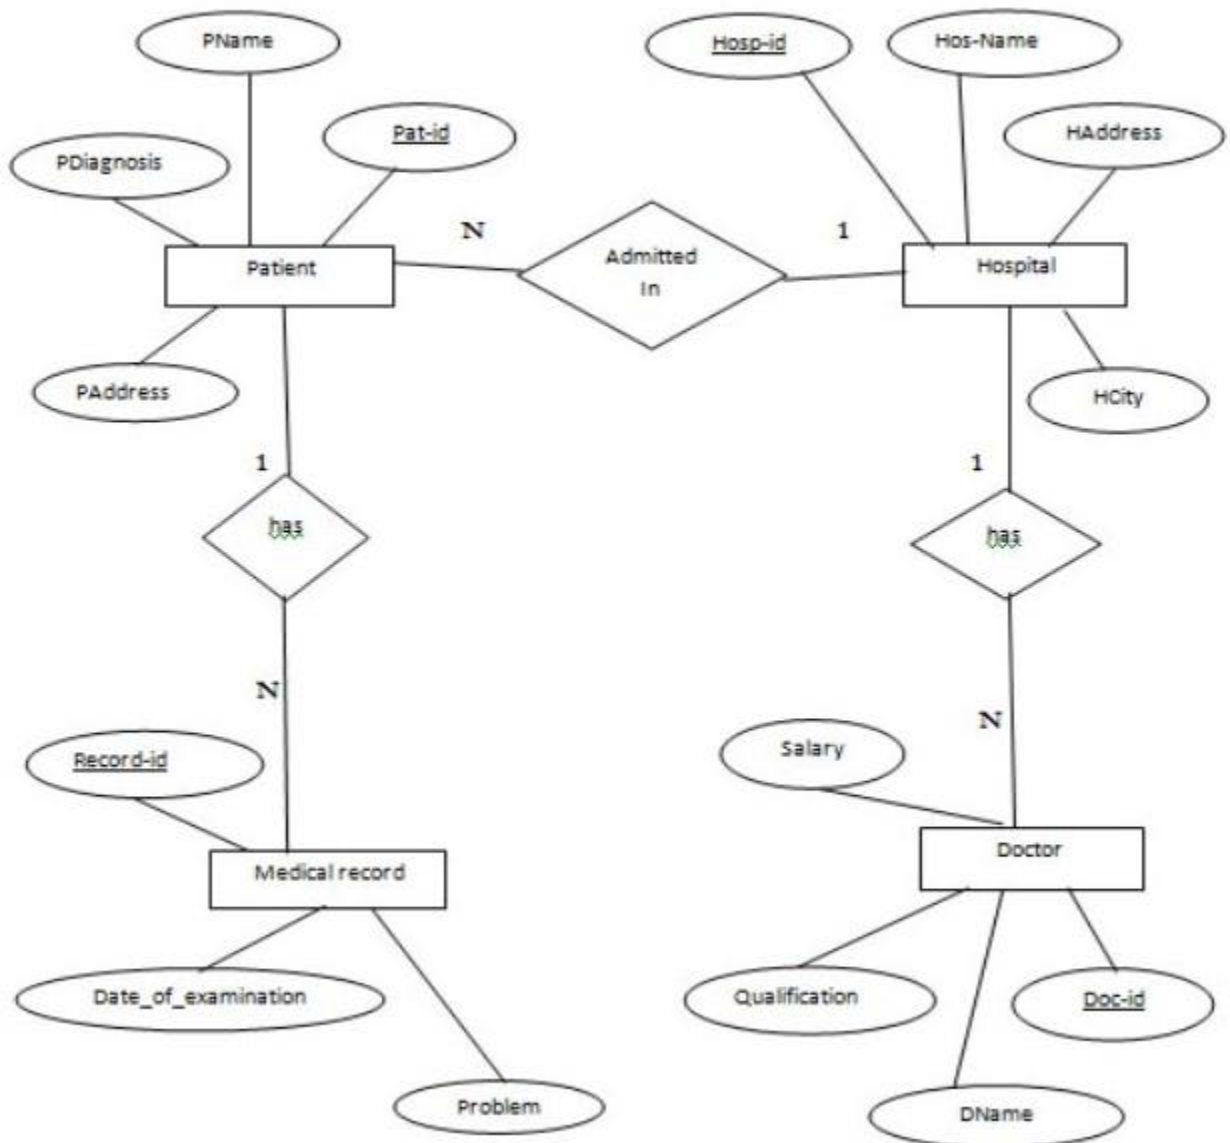 PName
Hosp-id
Hos-Name
Pat-id
HAddress
PDiagnosis
N
1
Admitted
In
Patient
Hospital
PAddress
HCity
1
1
has
has
N
N
Record-id
Salary
Medical record
Doctor
Date_of_examination
Qualification
Doc-id
Problem
DName